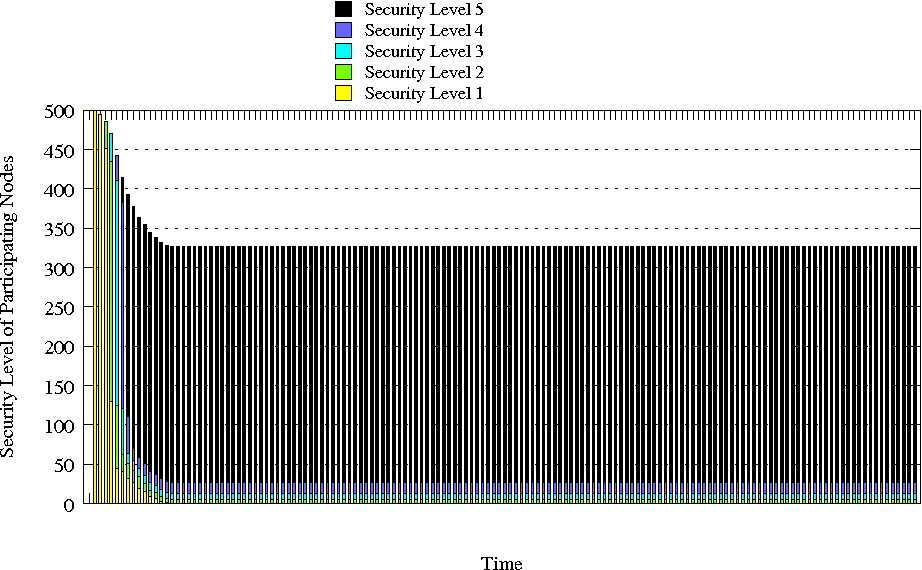 Security Level 5
Security Level 4
Security Level 3
Security Level 2
Security Level 1
500
450
400
350
300
250
200
150
100
50
0
Security Level of Participating Nodes
Time